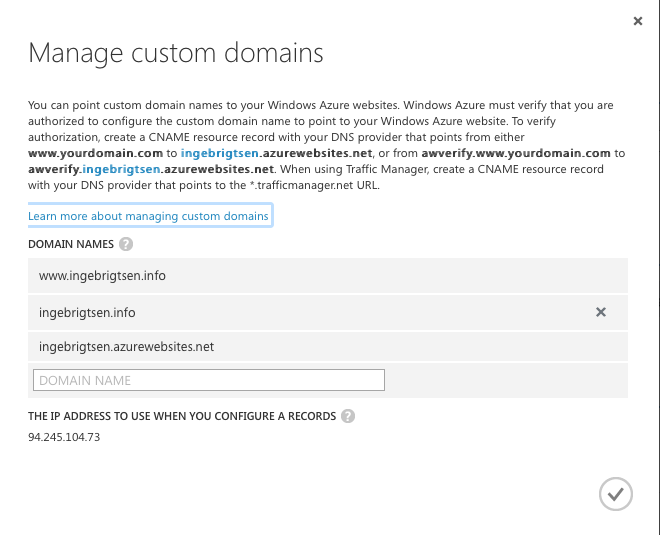 Manage custom domains
You can point custom domain names to your Windows Azure websites. Windows Azure must verify that you are
authorized to configure the custom domain name to point to your Windows Azure website. To verify
authorization, create a CNAME resource record with your DNS provider that points from either
www.yourdomain.com to ingebrigtsen.azurewebsites.net, or from awverify.www.yourdomain.com to
awverify.ingebrigtsen.azurewebsites.net. When using Traffic Manager, create a CNAME resource record
with your DNS provider that points to the *.trafficmanager.net URL.
Learn more about managing custom domains
DOMAIN NAMES ?
www.ingebrigtsen.info
ingebrigtsen.info
ingebrigtsen.azurewebsites.net
DOMAIN NAME
THE IP ADDRESS TO USE WHEN YOU CONFIGURE A RECORDS ?
94.245.104.73